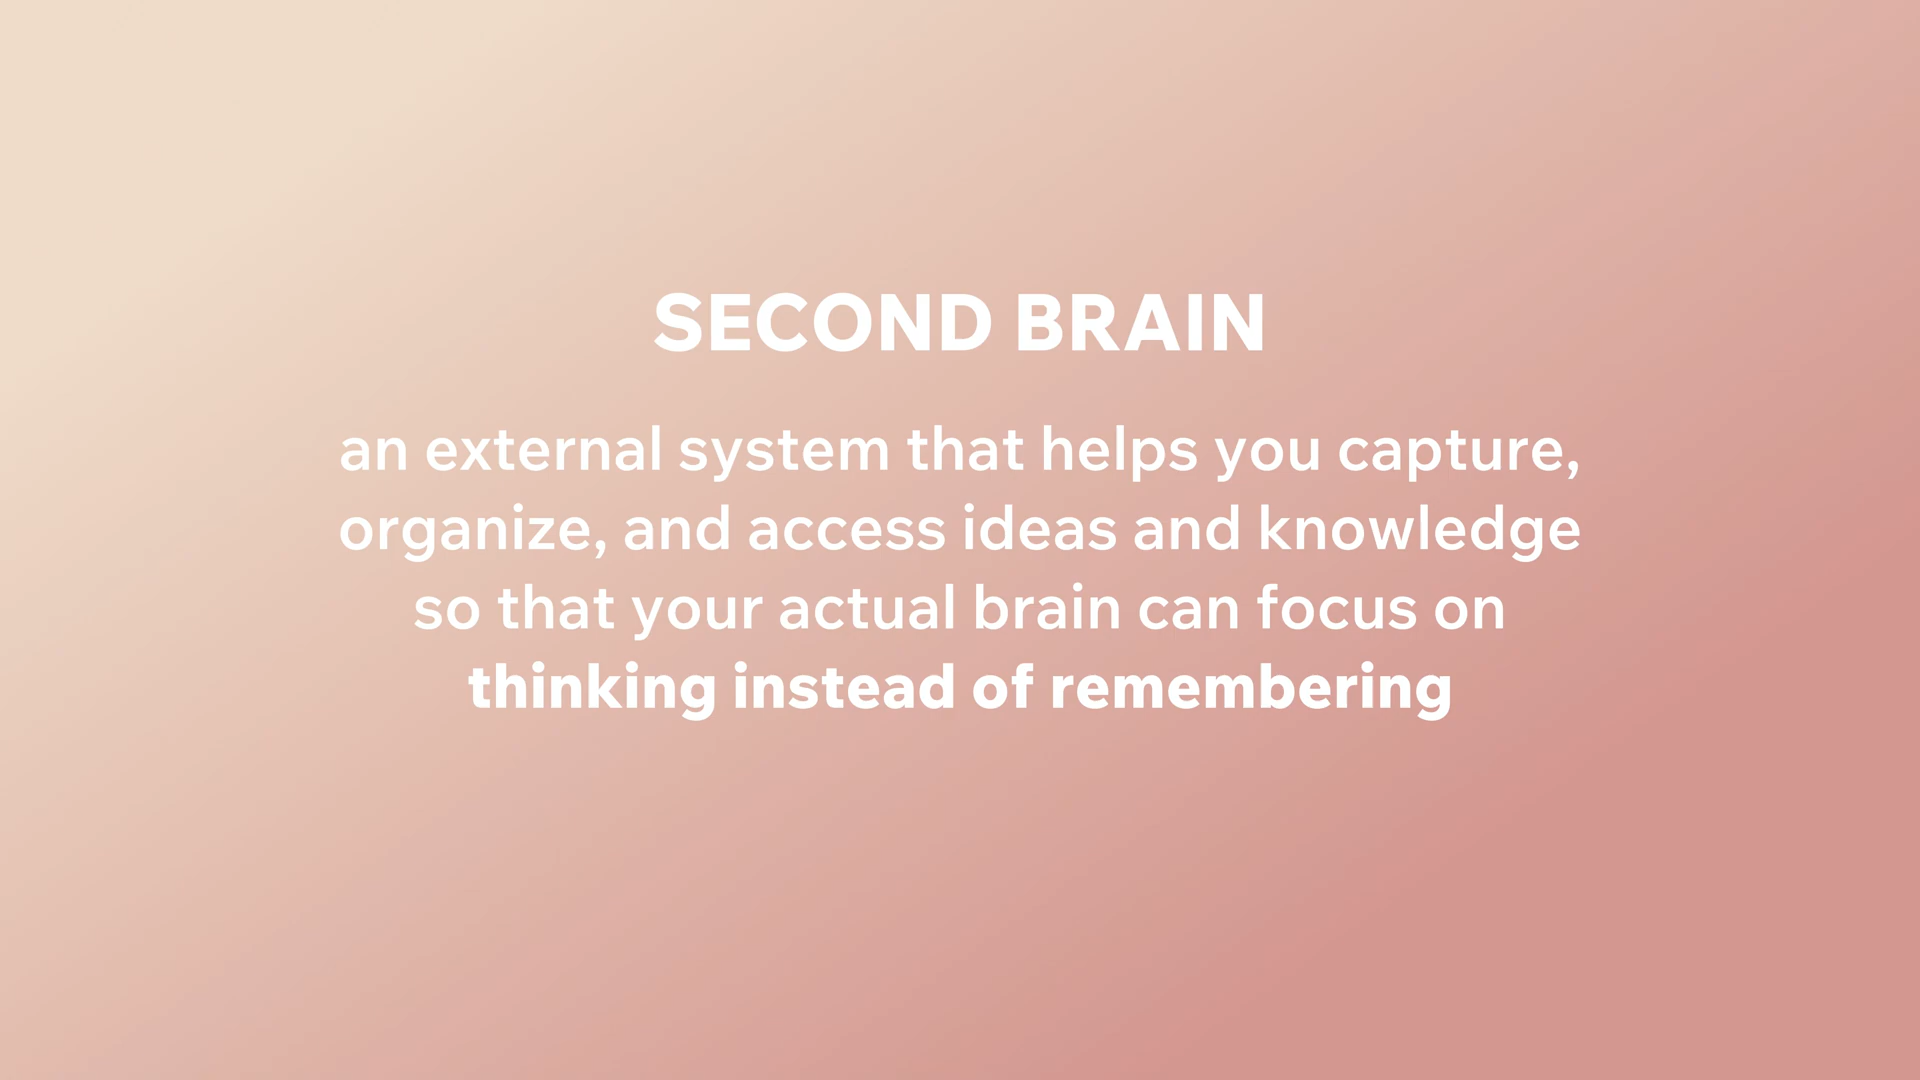 SECOND BRAIN
an external system that helps you capture,
organize, and access ideas and knowledge
so that your actual brain can focus on
thinking instead of remembering